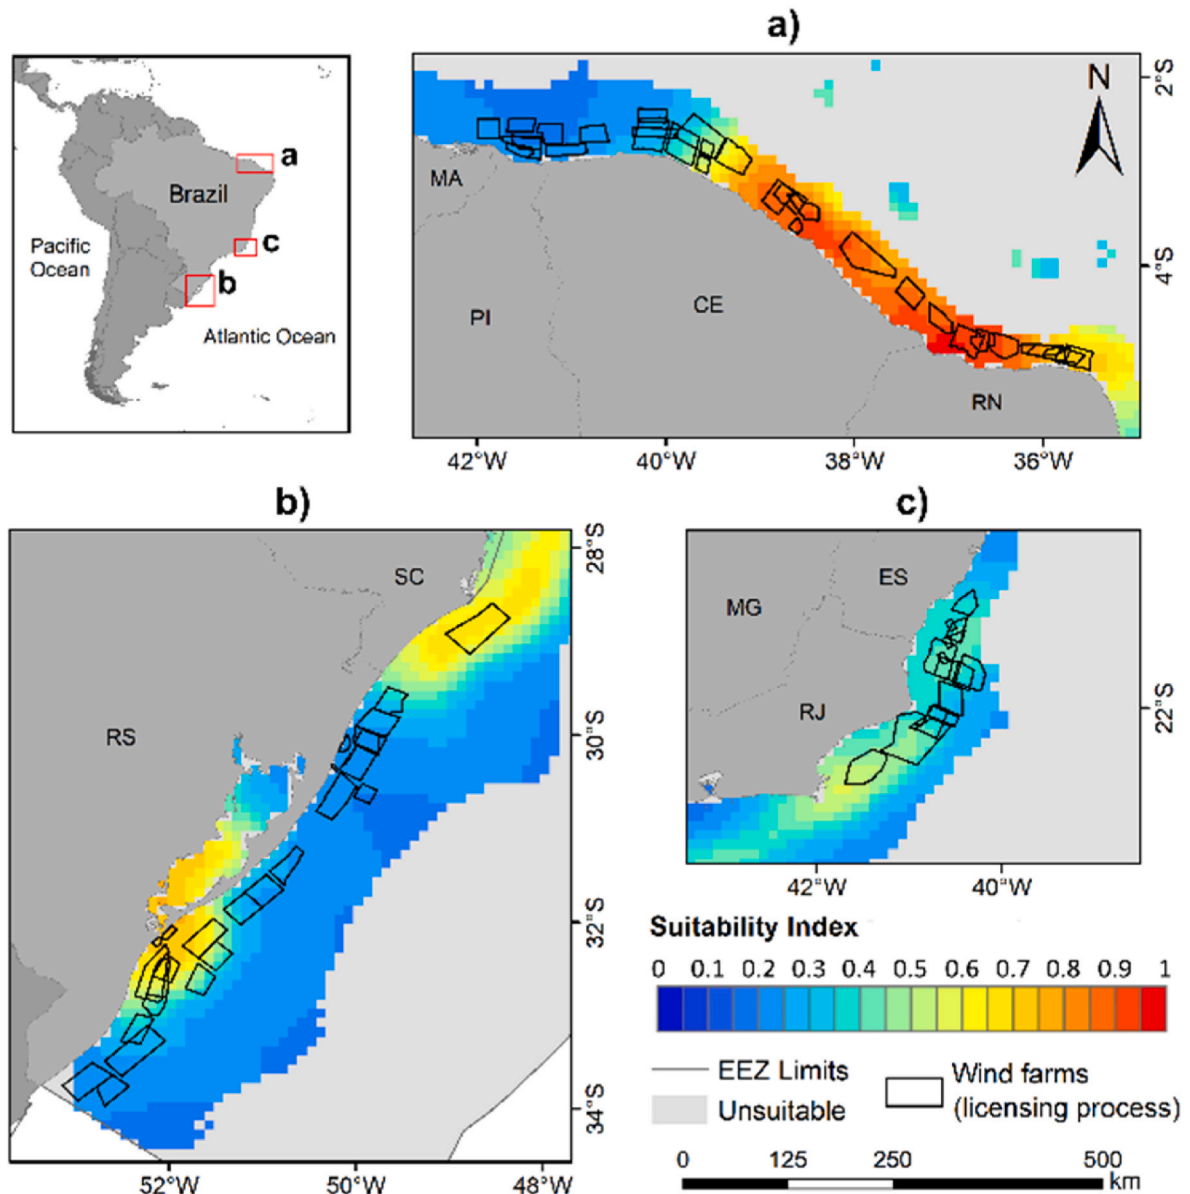 a)
Brazil
Pacific
Ocean
Atlantic Ocean
a
c
b
N
MA
PI
CE
RN
2°S
4°S
42°W 40°W 38°W 36°W
b)
SC
RS
28°S
30°S
32°S
34°S
52°W 50°W 48°W
c)
ES
MG
RJ
22°S
42°W 40°W
Suitability Index
0 0.1 0.2 0.3 0.4 0.5 0.6 0.7 0.8 0.9 1
EEZ Limits
Unsuitable
Wind farms
(licensing process)
0 125 250 500
km